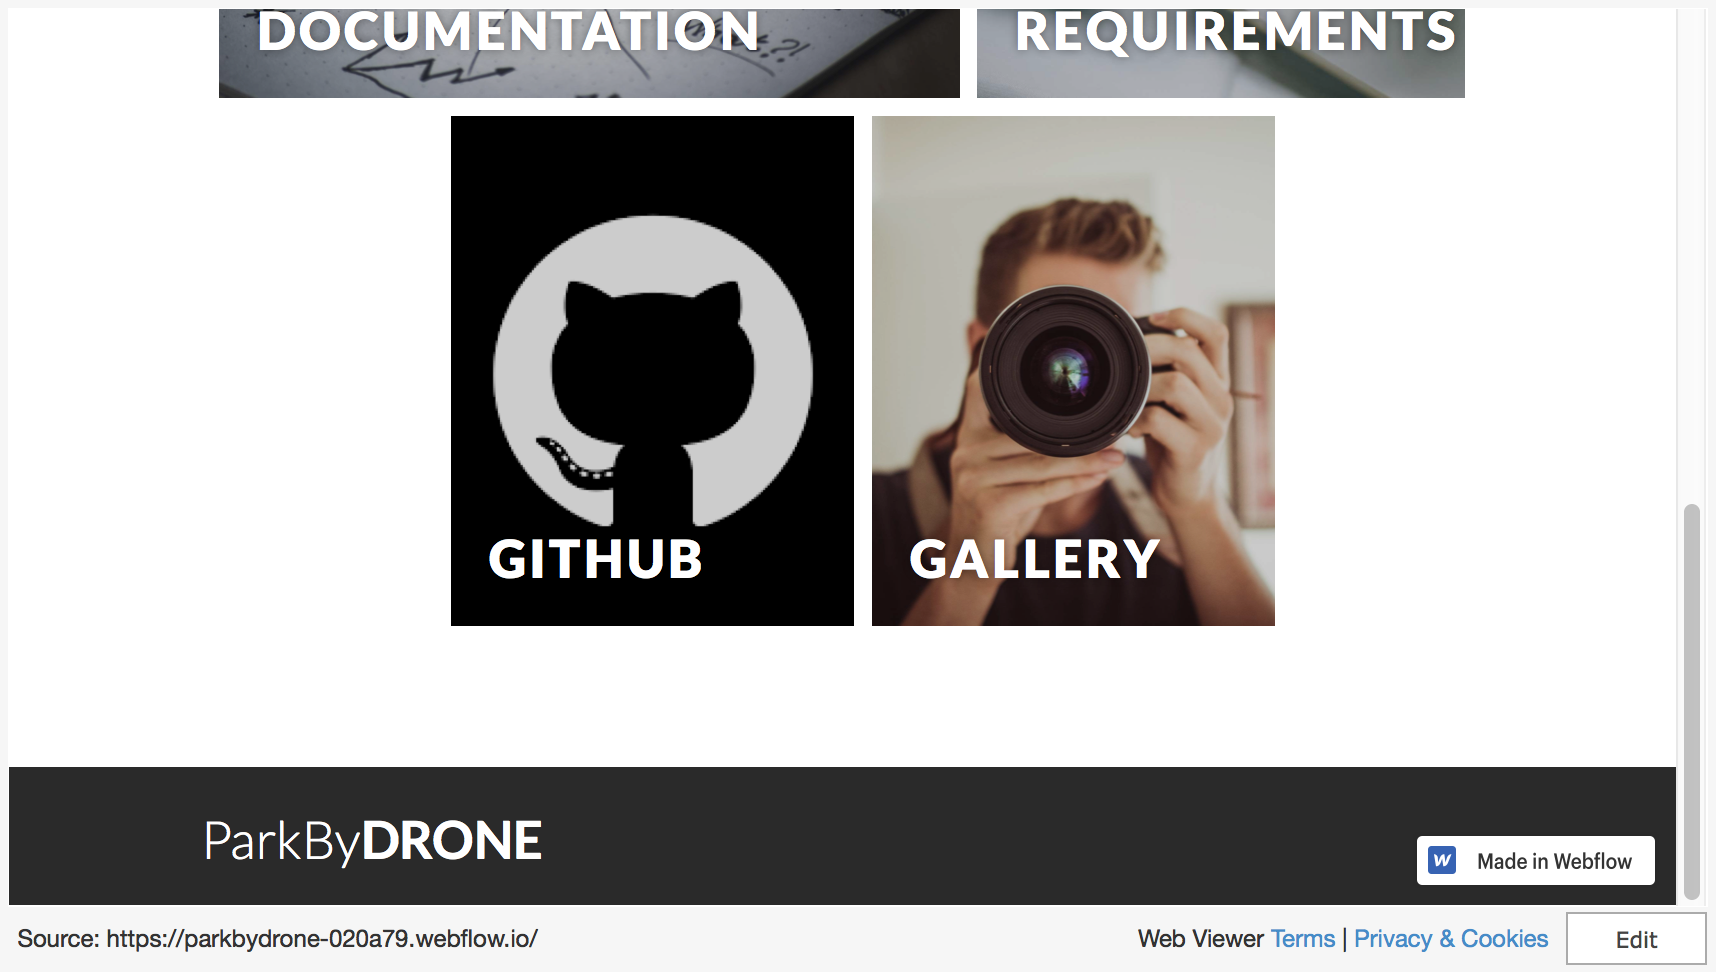 DOCUMENTATION
REQUIREMENTS
GITHUB
GALLERY
ParkByDRONE
Made in Webflow
Source: https://parkbydrone-020a79.webflow.io/
Web Viewer Terms | Privacy & Cookies
Edit